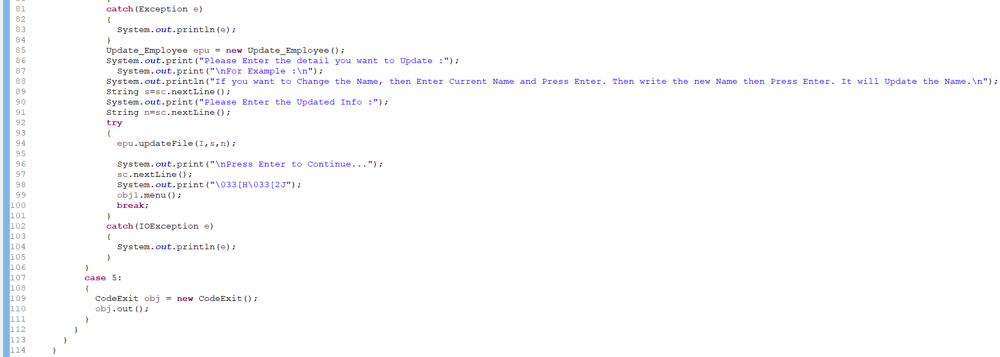 81 catch(Exception e)
82 {
83 System.out.println(e);
84 }
85 Update_Employee epu = new Update_Employee();
86 System.out.print("Please Enter the detail you want to Update :");
87 System.out.print("\nFor Example :\n");
88 System.out.println("If you want to Change the Name, then Enter Current Name and Press Enter. Then write the new Name then Press Enter. It will Update the Name.\n");
89 String s=sc.nextLine();
90 System.out.print("Please Enter the Updated Info :");
91 String n=sc.nextLine();
92 try
93 {
94 epu.updateFile(I,s,n);
95
96 System.out.print("\nPress Enter to Continue...");
97 sc.nextLine();
98 System.out.print("\033[H\033[2J");
99 obj1.menu();
100 break;
101 }
102 catch(IOException e)
103 {
104 System.out.println(e);
105 }
106 }
107 case 5:
108 {
109 CodeExit obj = new CodeExit();
110 obj.out();
111 }
112 }
113 }
114 }